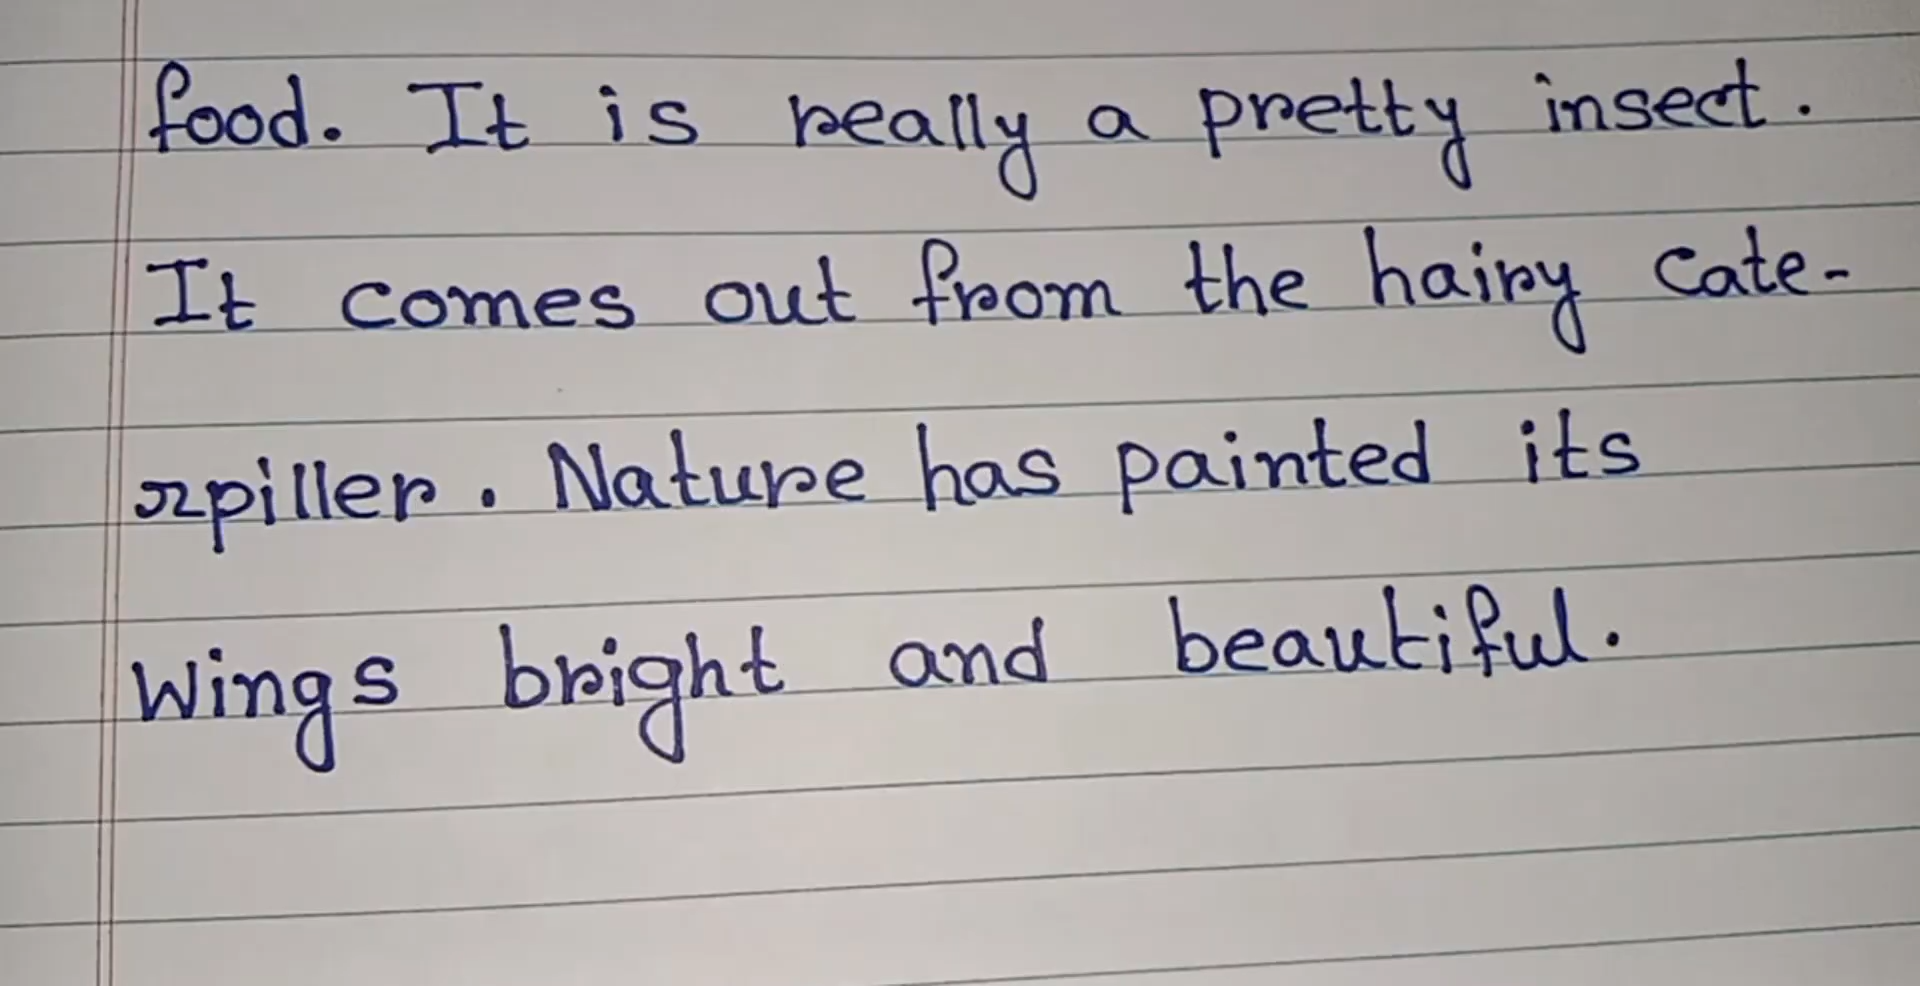 food. It is really a pretty insect.
It comes out from the hairy cate-
rpiller. Nature has painted its
wings bright and beautiful.